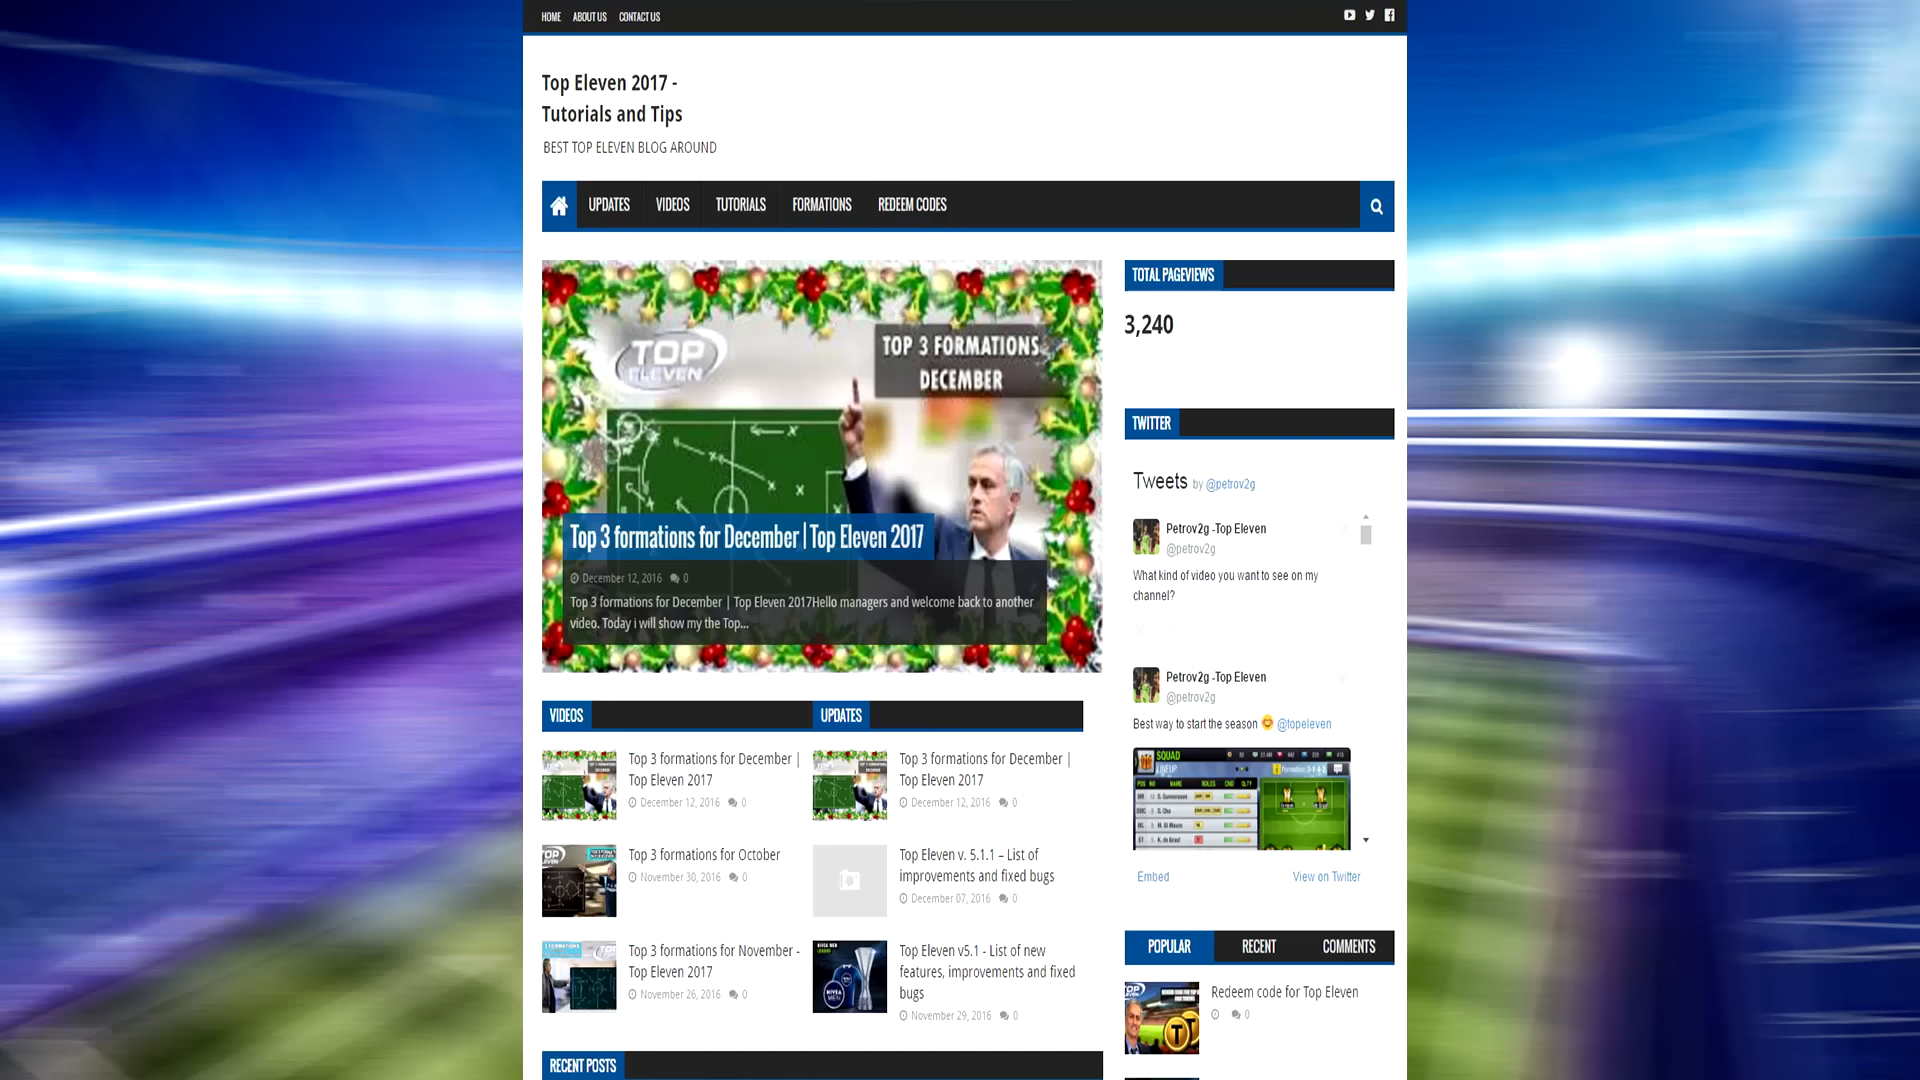 HOME ABOUT US CONTACT US
Top Eleven 2017 -
Tutorials and Tips
BEST TOP ELEVEN BLOG AROUND
UPDATES VIDEOS TUTORIALS FORMATIONS REDEEM CODES
TOP ELEVEN
TOP 3 FORMATIONS
DECEMBER
Top 3 formations for December | Top Eleven 2017
December 12, 2016 0
Top 3 formations for December | Top Eleven 2017Hello managers and welcome back to another
video. Today i will show my the Top...
VIDEOS
Top 3 formations for December |
Top Eleven 2017
December 12, 2016 0
Top 3 formations for October
November 30, 2016 0
Top 3 formations for November -
Top Eleven 2017
November 26, 2016 0
UPDATES
Top 3 formations for December |
Top Eleven 2017
December 12, 2016 0
Top Eleven v. 5.1.1 – List of
improvements and fixed bugs
December 07, 2016 0
NIVEA
MEN
Top Eleven v5.1 - List of new
features, improvements and fixed
bugs
November 29, 2016 0
RECENT POSTS
TOTAL PAGEVIEWS
3,240
TWITTER
Tweets by @petrov2g
Petrov2g -Top Eleven
@petrov2g
What kind of video you want to see on my
channel?
Petrov2g -Top Eleven
@petrov2g
Best way to start the season @topeleven
SQUAD
LINEUP
POS NO NAME ROLES CND QLTY
Embed View on Twitter
POPULAR RECENT COMMENTS
Redeem code for Top Eleven
0